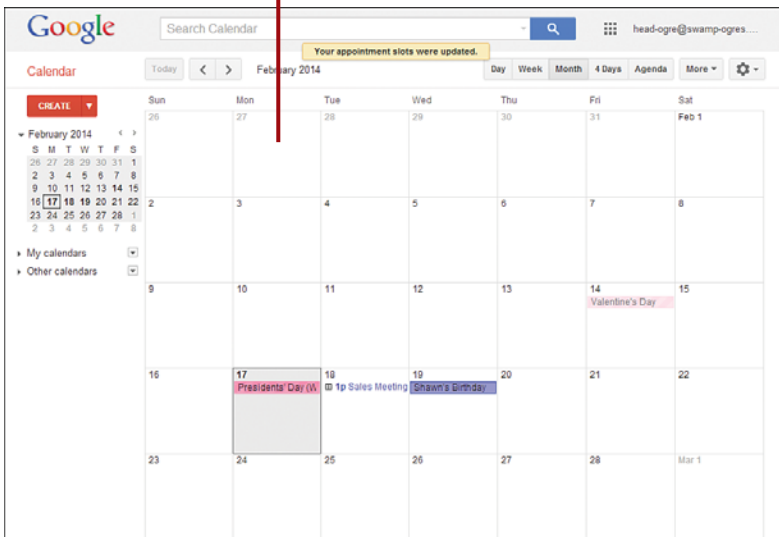 Google
Search Calendar
head-ogre@swamp-ogres....
Your appointment slots were updated.
Calendar
Today < > February 2014
Day Week Month 4 Days Agenda More
CREATE
February 2014 < >
S M T W T F S
26 27 28 29 30 31 1
2 3 4 5 6 7 8
9 10 11 12 13 14 15
16 17 18 19 20 21 22
23 24 25 26 27 28 1
2 3 4 5 6 7 8
My calendars
Other calendars
Sun Mon Tue Wed Thu Fri Sat
26 27 28 29 30 31 Feb 1
2 3 4 5 6 7 8
9 10 11 12 13 14 15
Valentine's Day
16 17 18 19 20 21 22
Presidents' Day (W 1p Sales Meeting Shawn's Birthday
23 24 25 26 27 28 Mar 1